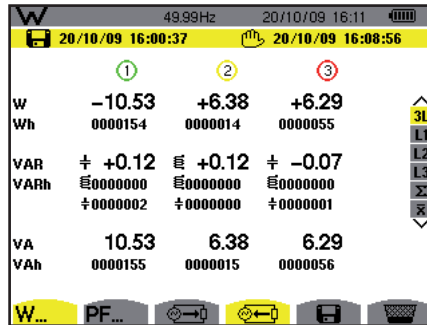 W 49.99Hz 20/10/09 16:11
20/10/09 16:00:37 20/10/09 16:08:56
1 2 3
W -10.53 +6.38 +6.29
Wh 0000154 0000014 0000055
VAR +0.12 +0.12 -0.07
VARh 0000000 0000000 0000000
0000002 0000000 0000001
VA 10.53 6.38 6.29
VAh 0000155 0000015 0000056
3L
L1
L2
L3
Σ
x̅
W... PF...